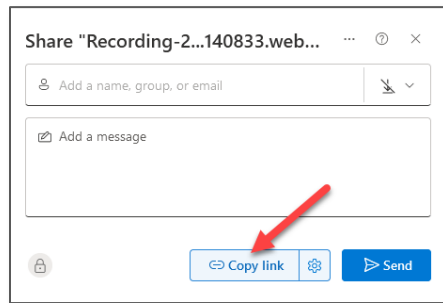 Share "Recording-2...140833.web...
Add a name, group, or email
Add a message
Copy link
Send